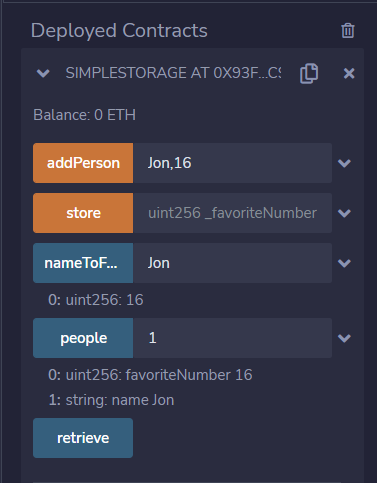 Deployed Contracts
SIMPLESTORAGE AT 0X93F...C9
Balance: 0 ETH
addPerson Jon,16
store uint256 _favoriteNumber
nameToF... Jon
0: uint256: 16
people 1
0: uint256: favoriteNumber 16
1: string: name Jon
retrieve